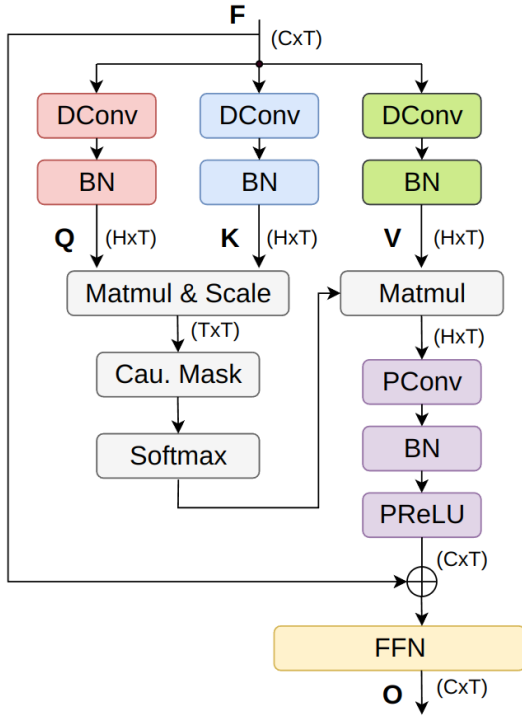 F
(CxT)
DConv
DConv
DConv
BN
BN
BN
Q
(HxT)
K
(HxT)
V
(HxT)
Matmul & Scale
Matmul
(TxT)
(HxT)
Cau. Mask
PConv
Softmax
BN
PReLU
(CxT)
FFN
O
(CxT)